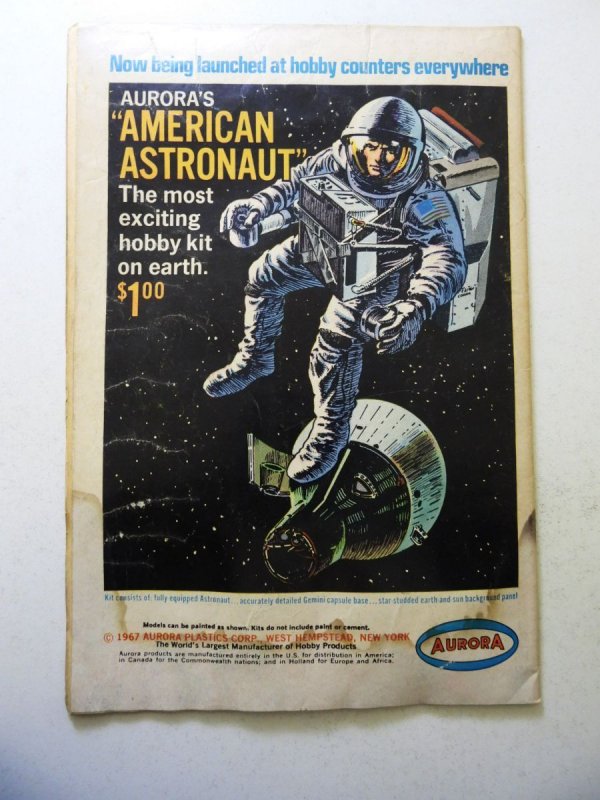 Now being launched at hobby counters everywhere
AURORA'S
"AMERICAN
ASTRONAUT"
The most
exciting
hobby kit
on earth.
$1.00
Kit consists of: fully equipped Astronaut... accurately detailed Gemini capsule base... star-studded earth-and-sun background panel
Models can be painted as shown. Kits do not include paint or cement.
© 1967 AURORA PLASTICS CORP., WEST HEMPSTEAD, NEW YORK
The World's Largest Manufacturer of Hobby Products
Aurora products are manufactured entirely in the U.S. for distribution in America;
in Canada for the Commonwealth nations; and in Holland for Europe and Africa.
AURORA